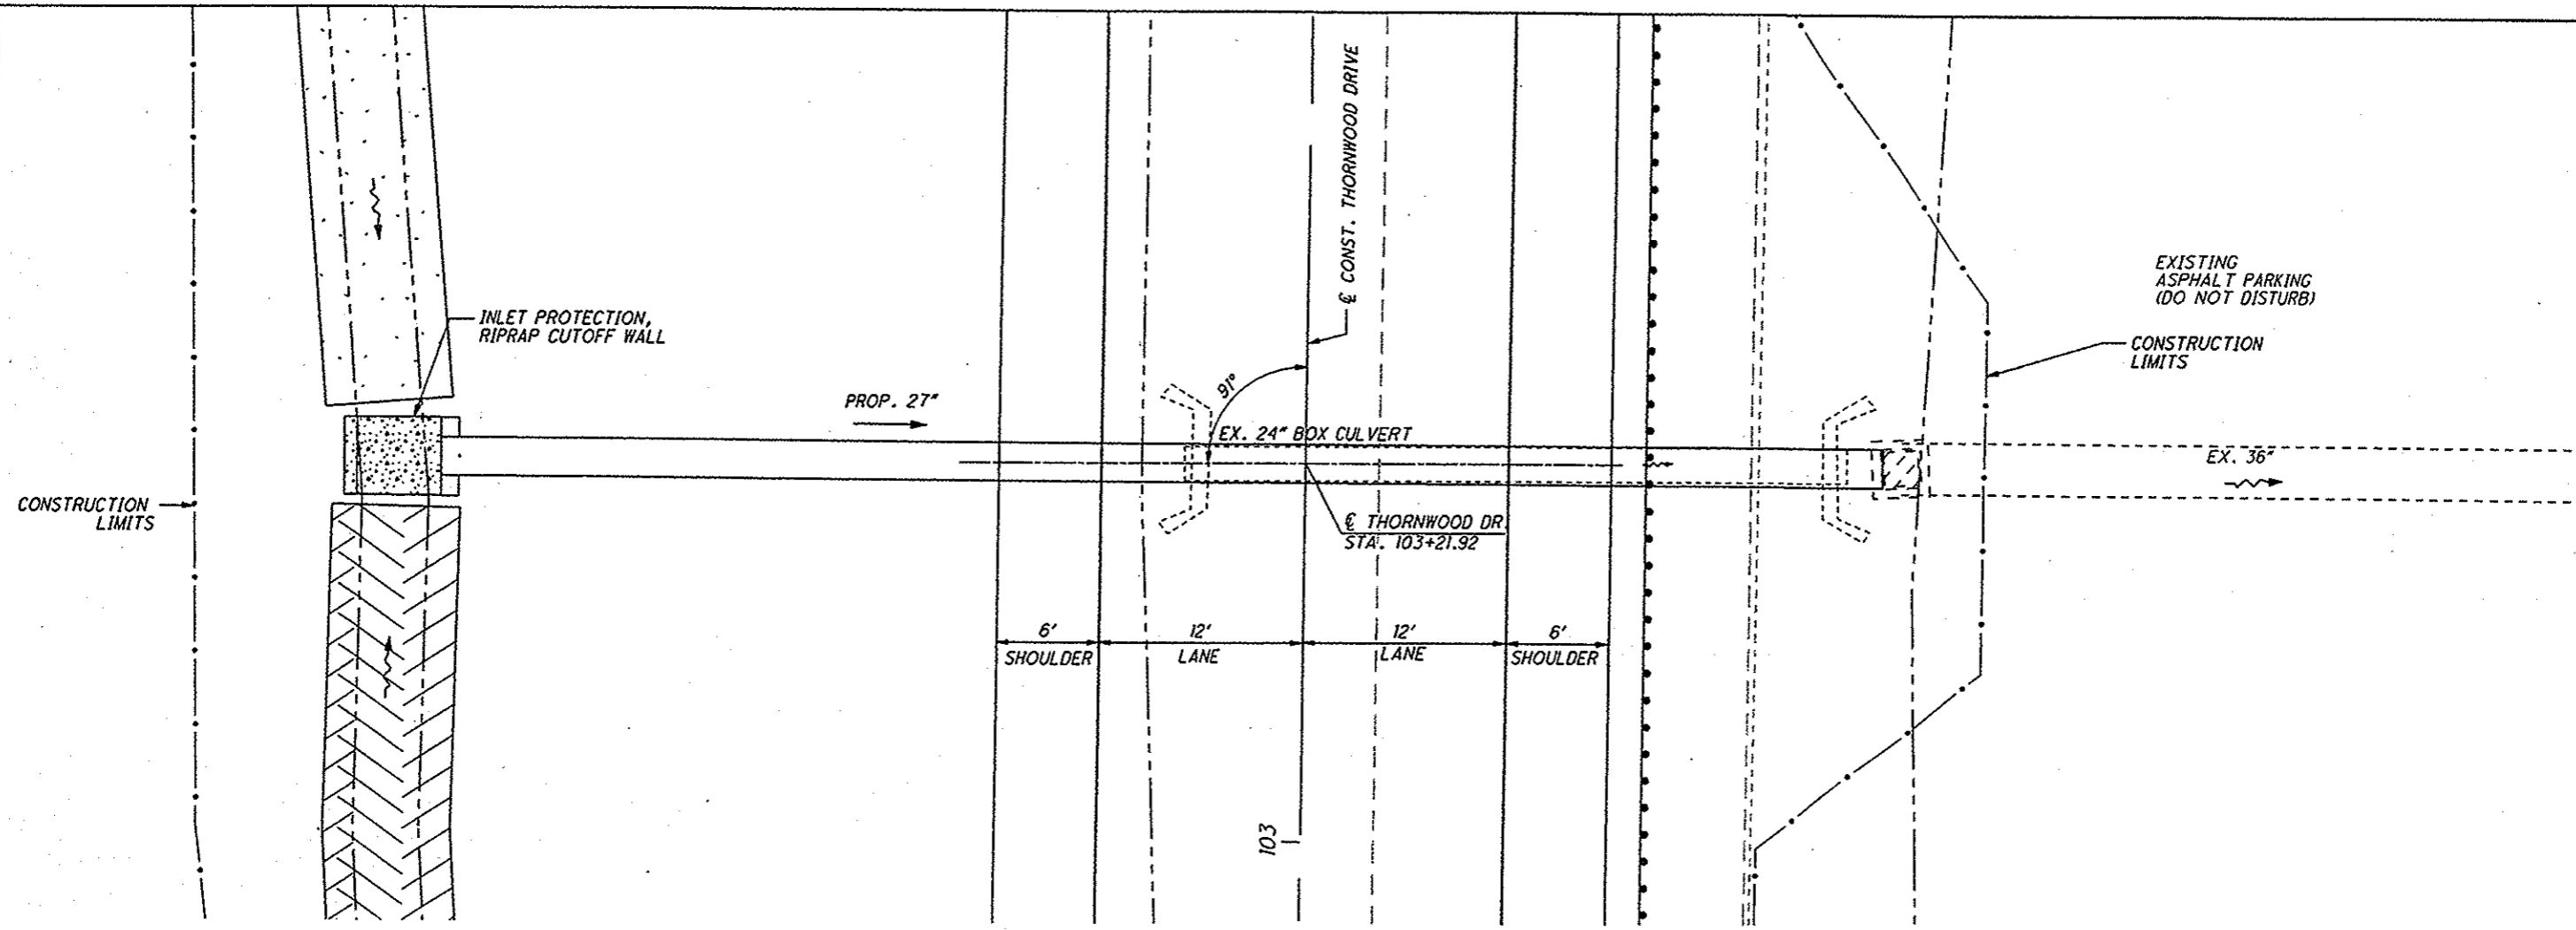 ℄ CONST. THORNWOOD DRIVE
EXISTING
ASPHALT PARKING
(DO NOT DISTURB)
INLET PROTECTION,
RIPRAP CUTOFF WALL
CONSTRUCTION
LIMITS
91°
PROP. 27"
EX. 24" BOX CULVERT
EX. 36"
CONSTRUCTION
LIMITS
℄ THORNWOOD DR.
STA. 103+21.92
6'
SHOULDER
12'
LANE
12'
LANE
6'
SHOULDER
103